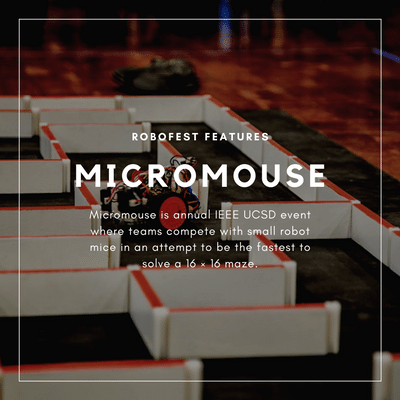 ROBOFEST FEATURES
MICROMOUSE
Micromouse is annual IEEE UCSD event
where teams compete with small robot
mice in an attempt to be the fastest to
solve a 16 × 16 maze.